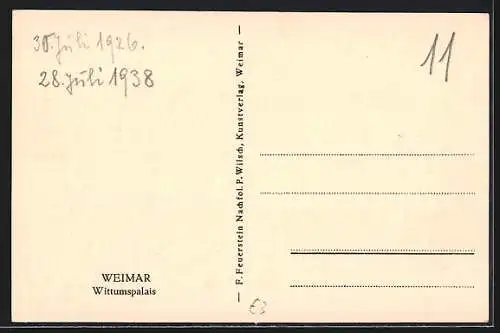 30. Juli 1926.
28. Juli 1938
11
— F. Feuerstein Nachfol. P. Wilsch, Kunstverlag, Weimar —
WEIMAR
Wittumspalais